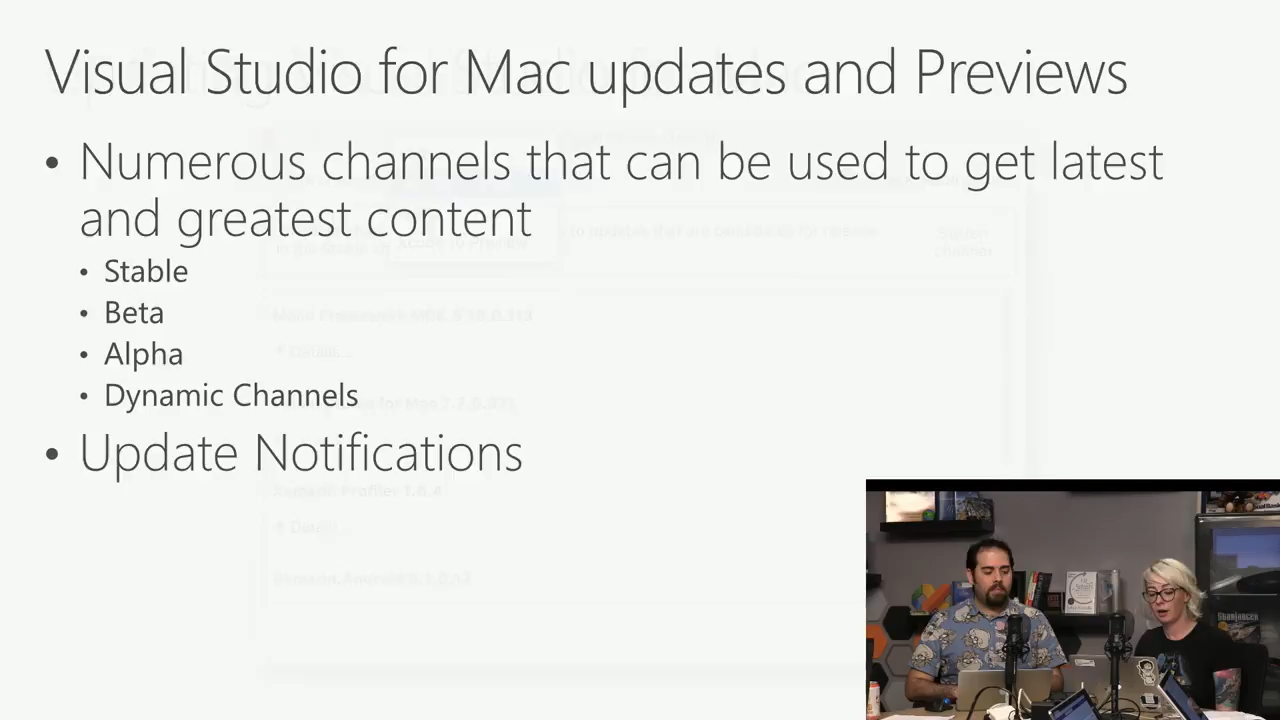 Visual Studio for Mac updates and Previews
• Numerous channels that can be used to get latest
and greatest content
• Stable
• Beta
• Alpha
• Dynamic Channels
• Update Notifications